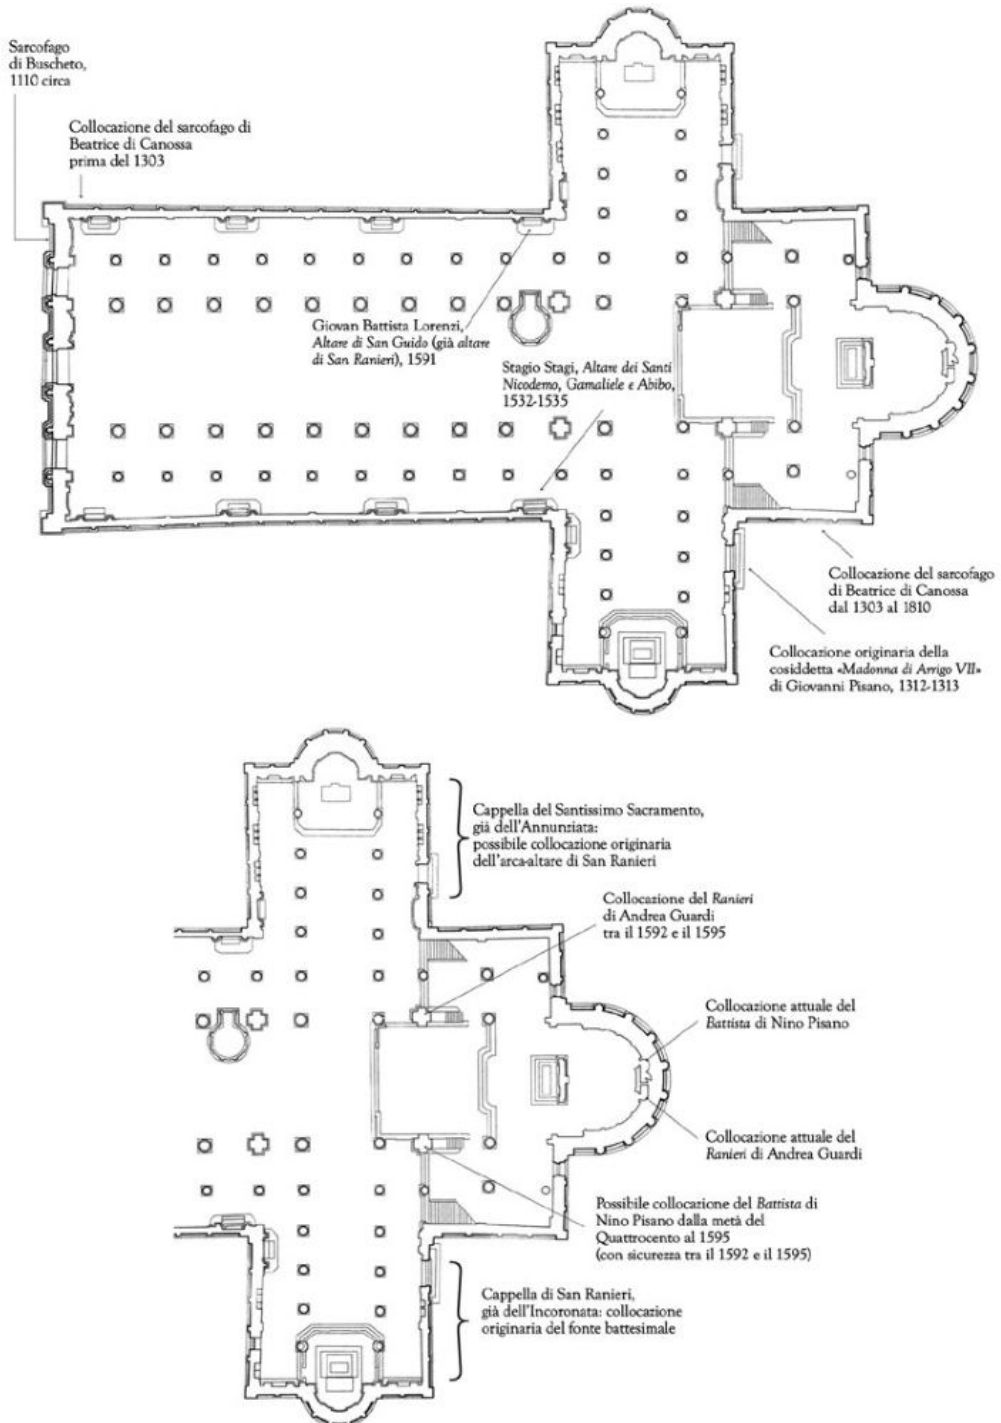 Sarcofago
di Buscheto,
1110 circa
Collocazione del sarcofago di
Beatrice di Canossa
prima del 1303
Giovan Battista Lorenzi,
Altare di San Guido (già altare
di San Ranieri), 1591
Stagio Stagi, Altare dei Santi
Nicodemo, Gamaliele e Abibo,
1532-1535
Collocazione del sarcofago
di Beatrice di Canossa
dal 1303 al 1810
Collocazione originaria della
cosiddetta «Madonna di Arrigo VII»
di Giovanni Pisano, 1312-1313
Cappella del Santissimo Sacramento,
già dell'Annunziata:
possibile collocazione originaria
dell'arca-altare di San Ranieri
Collocazione del Ranieri
di Andrea Guardi
tra il 1592 e il 1595
Collocazione attuale del
Battista di Nino Pisano
Collocazione attuale del
Ranieri di Andrea Guardi
Possibile collocazione del Battista di
Nino Pisano dalla metà del
Quattrocento al 1595
(con sicurezza tra il 1592 e il 1595)
Cappella di San Ranieri,
già dell'Incoronata: collocazione
originaria del fonte battesimale